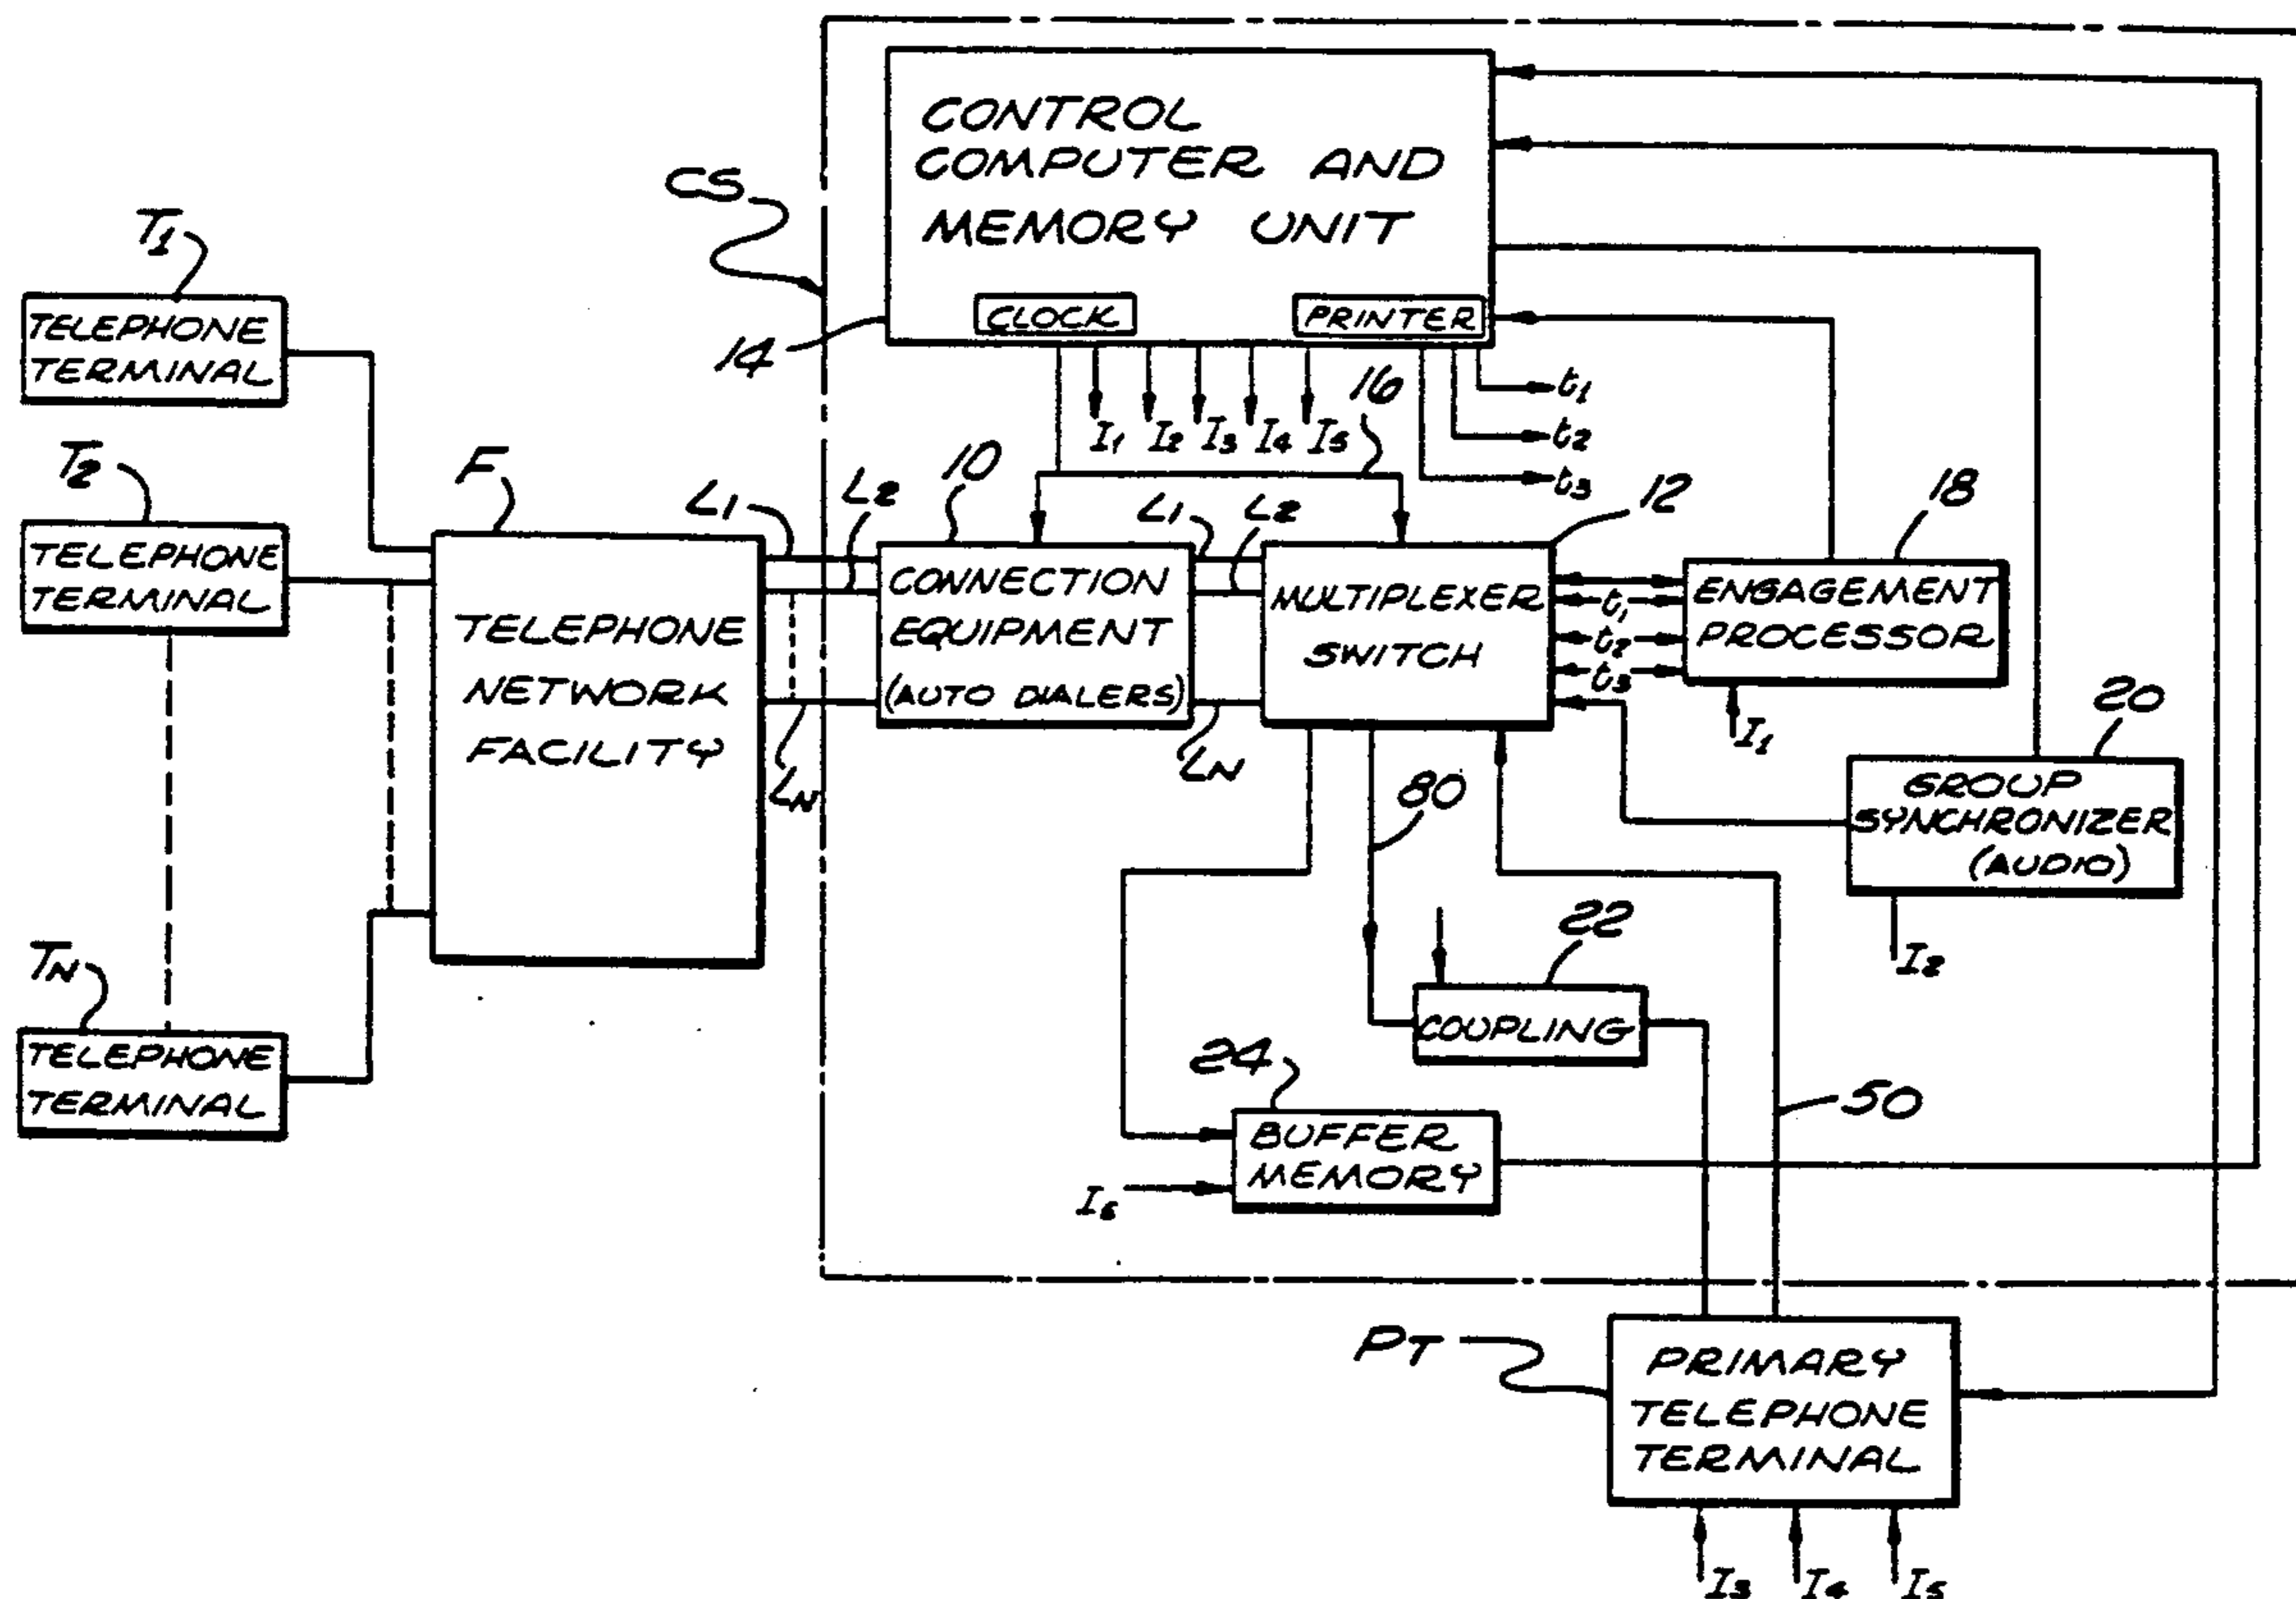 CONTROL
COMPUTER AND
MEMORY UNIT
CLOCK
PRINTER
CS
14
T1
TELEPHONE
TERMINAL
T2
TELEPHONE
TERMINAL
TN
TELEPHONE
TERMINAL
F
TELEPHONE
NETWORK
FACILITY
L1
L2
LN
I1 I2 I3 I4 I5
16
t1
t2
t3
10
CONNECTION
EQUIPMENT
(AUTO DIALERS)
L1
L2
LN
12
MULTIPLEXER
SWITCH
t1
t2
t3
18
ENGAGEMENT
PROCESSOR
I1
20
GROUP
SYNCHRONIZER
(AUDIO)
I2
80
22
COUPLING
24
BUFFER
MEMORY
50
PT
PRIMARY
TELEPHONE
TERMINAL
I3 I4 I5